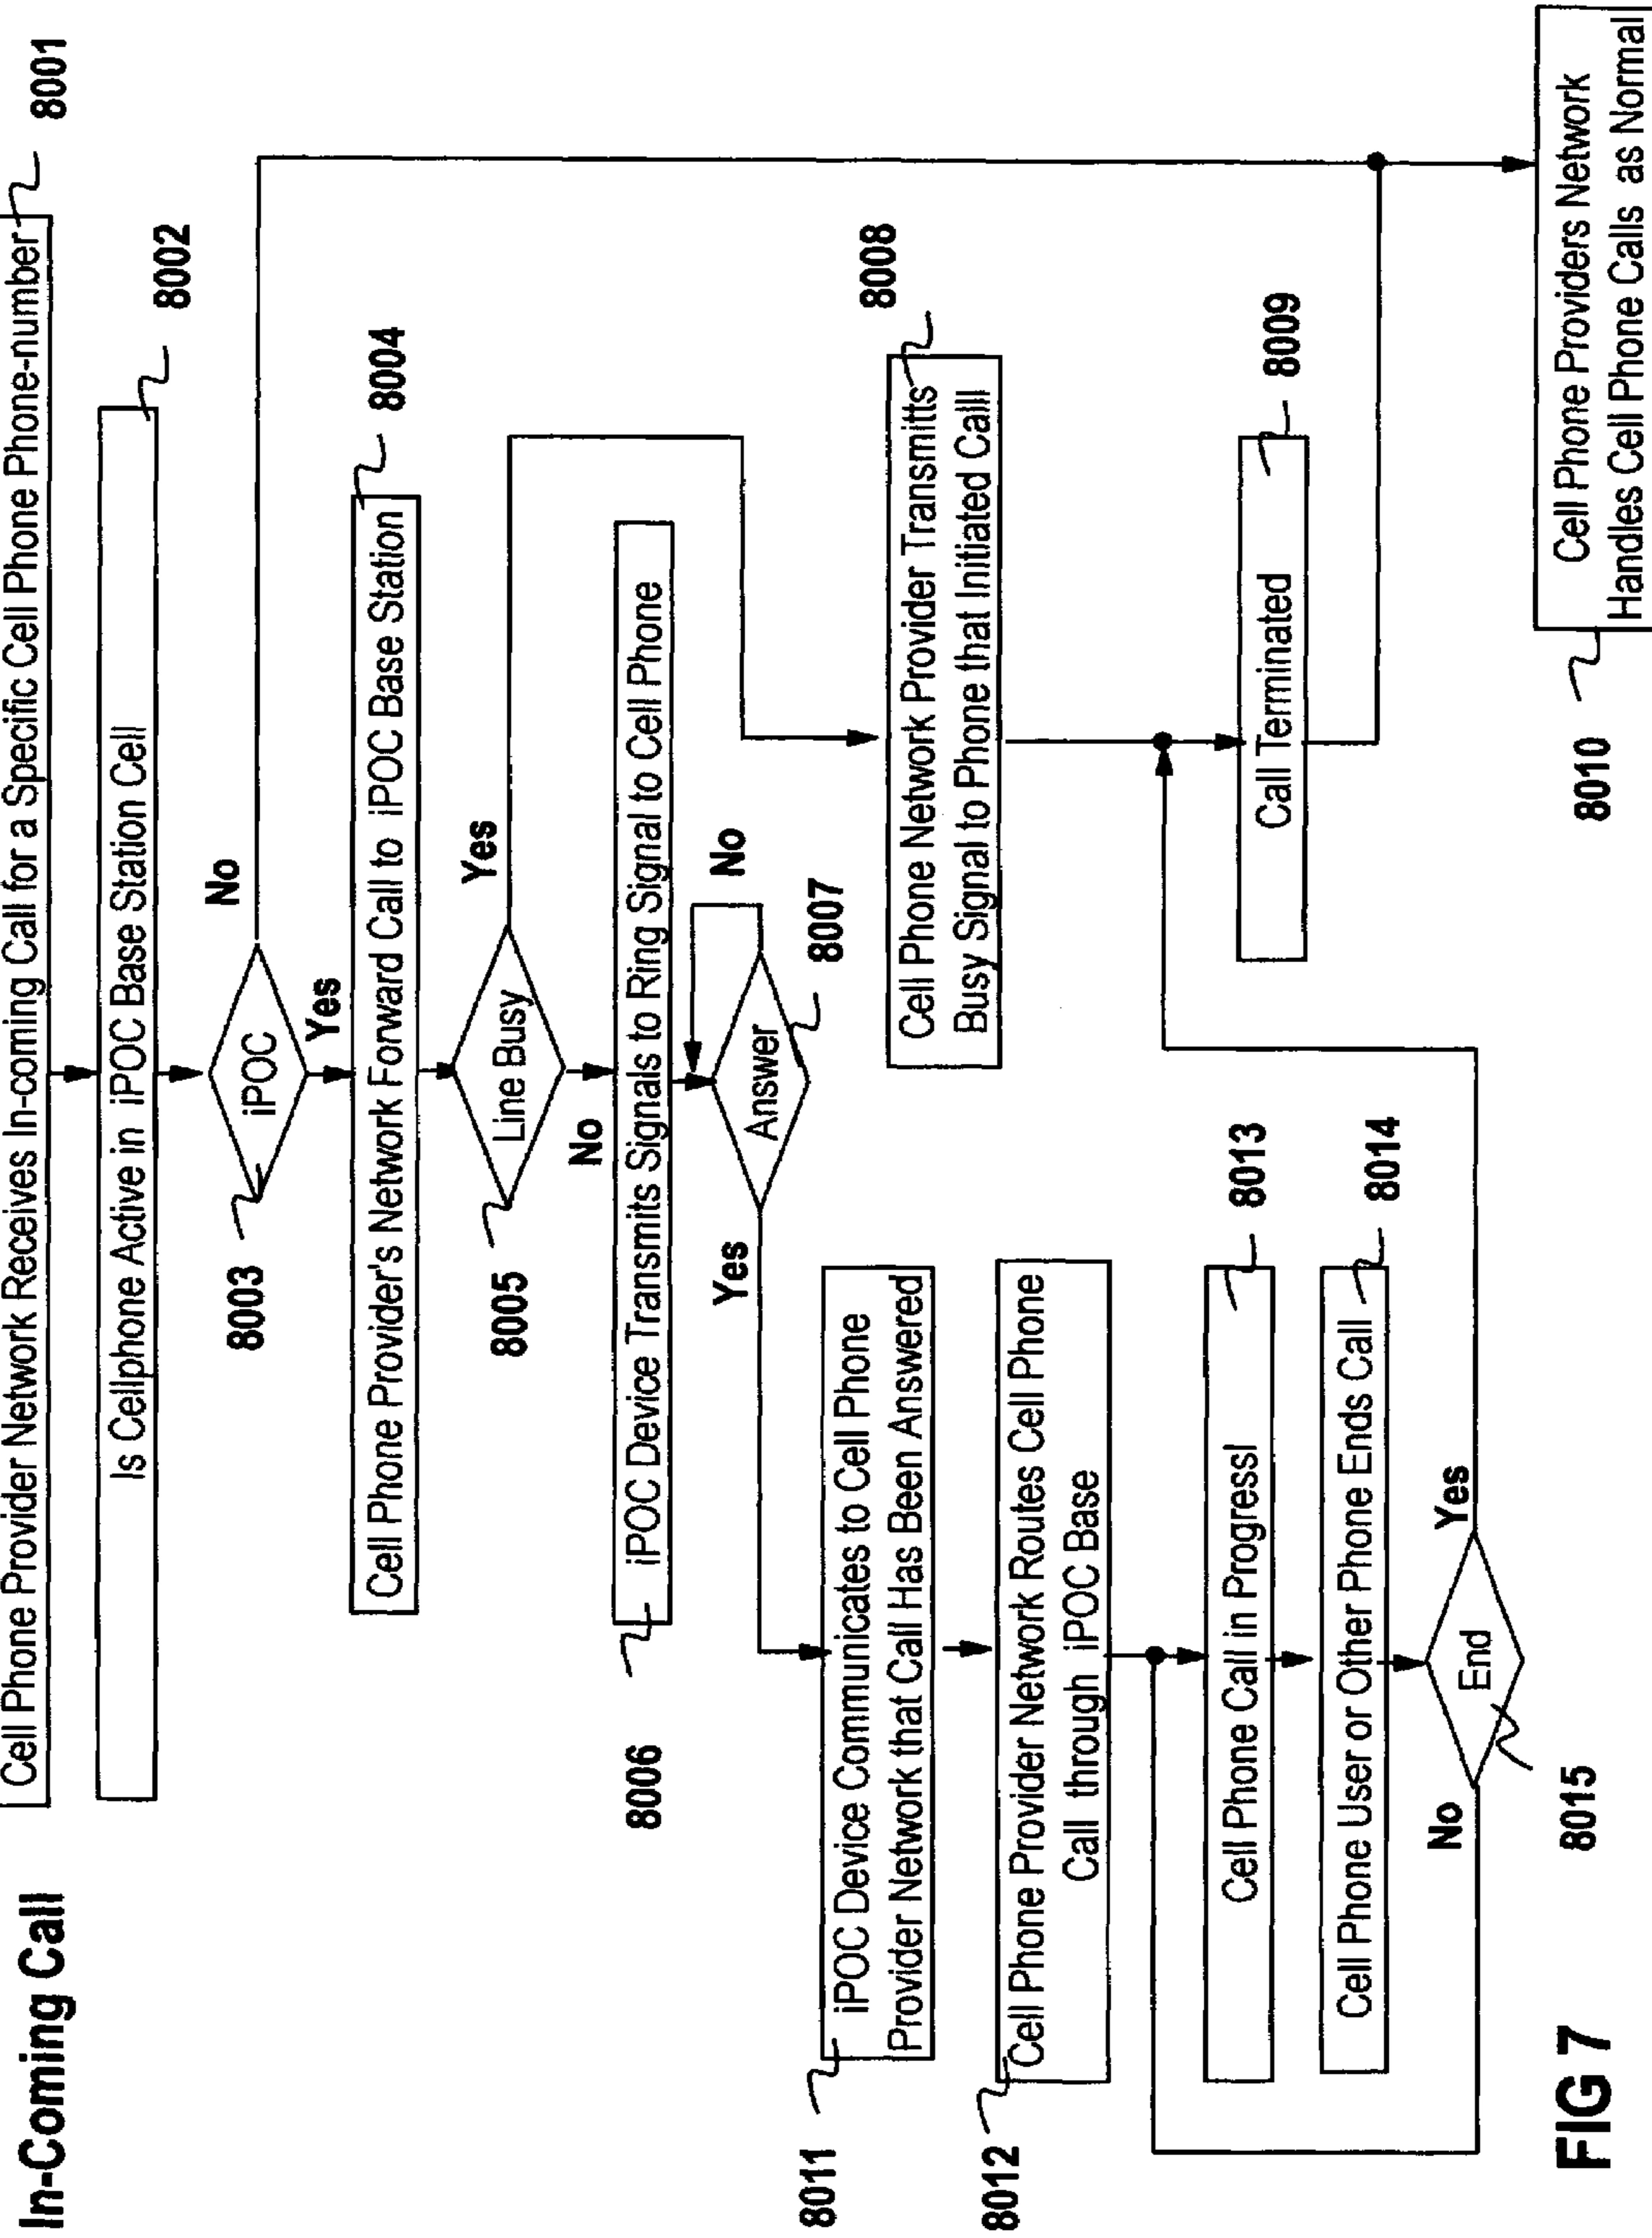 In-Coming Call
Cell Phone Provider Network Receives In-coming Call for a Specific Cell Phone Phone-number
8001
Is Cellphone Active in iPOC Base Station Cell
8002
iPOC
8003
No
Yes
Cell Phone Provider's Network Forward Call to iPOC Base Station
8004
Line Busy
8005
Yes
No
iPOC Device Transmits Signals to Ring Signal to Cell Phone
8006
Answer
8007
No
Yes
Cell Phone Network Provider Transmitts
Busy Signal to Phone that Initiated Calll
8008
iPOC Device Communicates to Cell Phone
Provider Network that Call Has Been Answered
8011
Cell Phone Provider Network Routes Cell Phone
Call through iPOC Base
8012
Call Terminated
8009
Cell Phone Call in Progressl
8013
Cell Phone User or Other Phone Ends Call
8014
End
8015
No
Yes
Cell Phone Providers Network
Handles Cell Phone Calls as Normal
8010
FIG 7